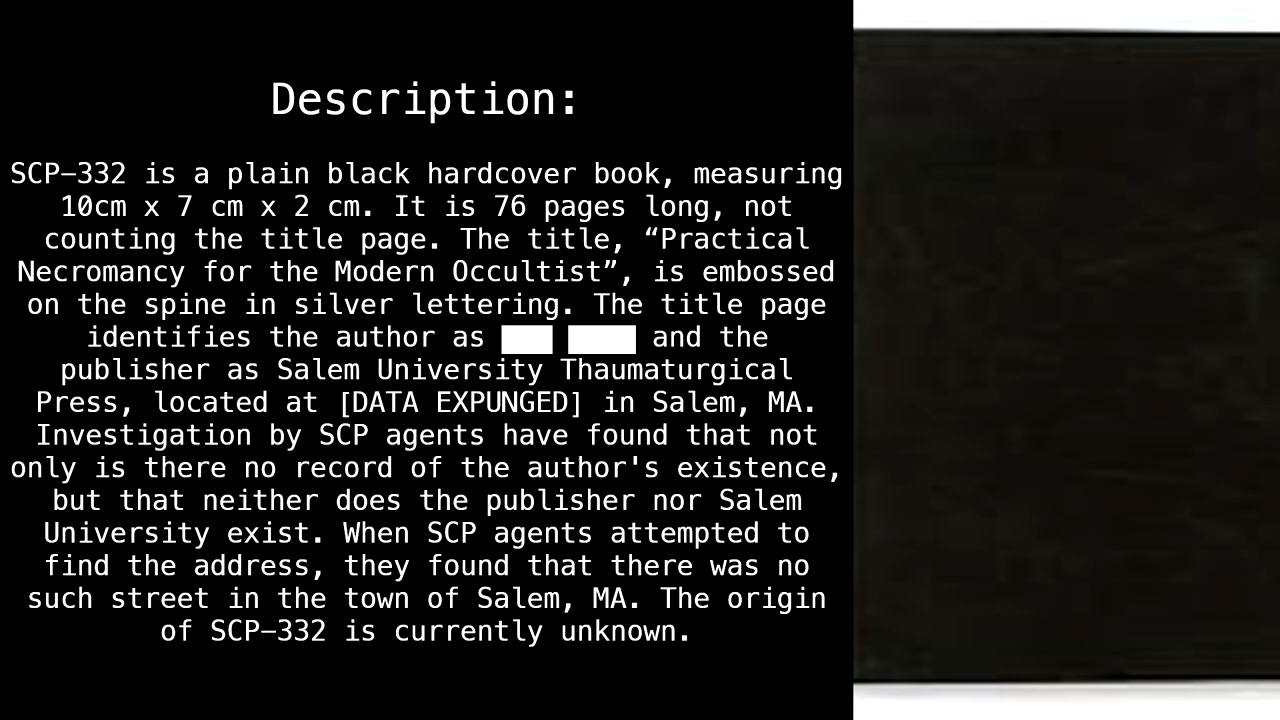 Description:
SCP–332 is a plain black hardcover book, measuring
10cm x 7 cm x 2 cm. It is 76 pages long, not
counting the title page. The title, “Practical
Necromancy for the Modern Occultist”, is embossed
on the spine in silver lettering. The title page
identifies the author as ███ ████ and the
publisher as Salem University Thaumaturgical
Press, located at [DATA EXPUNGED] in Salem, MA.
Investigation by SCP agents have found that not
only is there no record of the author's existence,
but that neither does the publisher nor Salem
University exist. When SCP agents attempted to
find the address, they found that there was no
such street in the town of Salem, MA. The origin
of SCP–332 is currently unknown.